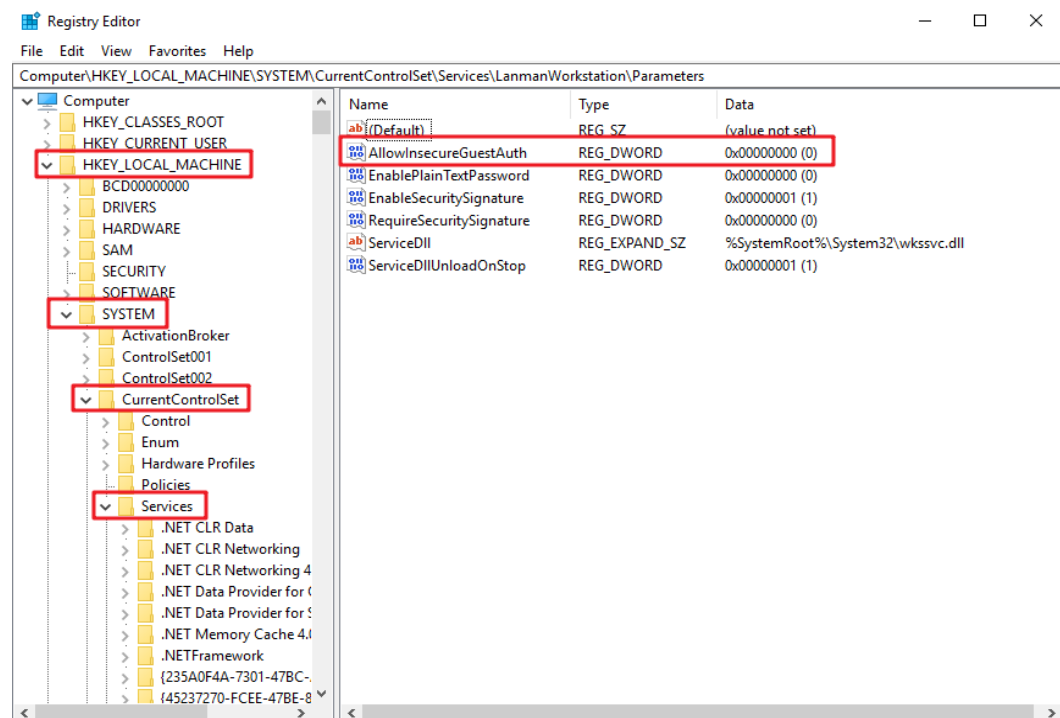 Registry Editor
File Edit View Favorites Help
Computer\HKEY_LOCAL_MACHINE\SYSTEM\CurrentControlSet\Services\LanmanWorkstation\Parameters
Computer
HKEY_CLASSES_ROOT
HKEY_CURRENT_USER
HKEY_LOCAL_MACHINE
BCD00000000
DRIVERS
HARDWARE
SAM
SECURITY
SOFTWARE
SYSTEM
ActivationBroker
ControlSet001
ControlSet002
CurrentControlSet
Control
Enum
Hardware Profiles
Policies
Services
.NET CLR Data
.NET CLR Networking
.NET CLR Networking 4
.NET Data Provider for
.NET Data Provider for
.NET Memory Cache 4.0
.NETFramework
{235A0F4A-7301-47BC-
{45237270-FCEE-47BE-8
Name Type Data
(Default) REG_SZ (value not set)
AllowInsecureGuestAuth REG_DWORD 0x00000000 (0)
EnablePlainTextPassword REG_DWORD 0x00000000 (0)
EnableSecuritySignature REG_DWORD 0x00000001 (1)
RequireSecuritySignature REG_DWORD 0x00000000 (0)
ServiceDll REG_EXPAND_SZ %SystemRoot%\System32\wkssvc.dll
ServiceDllUnloadOnStop REG_DWORD 0x00000001 (1)